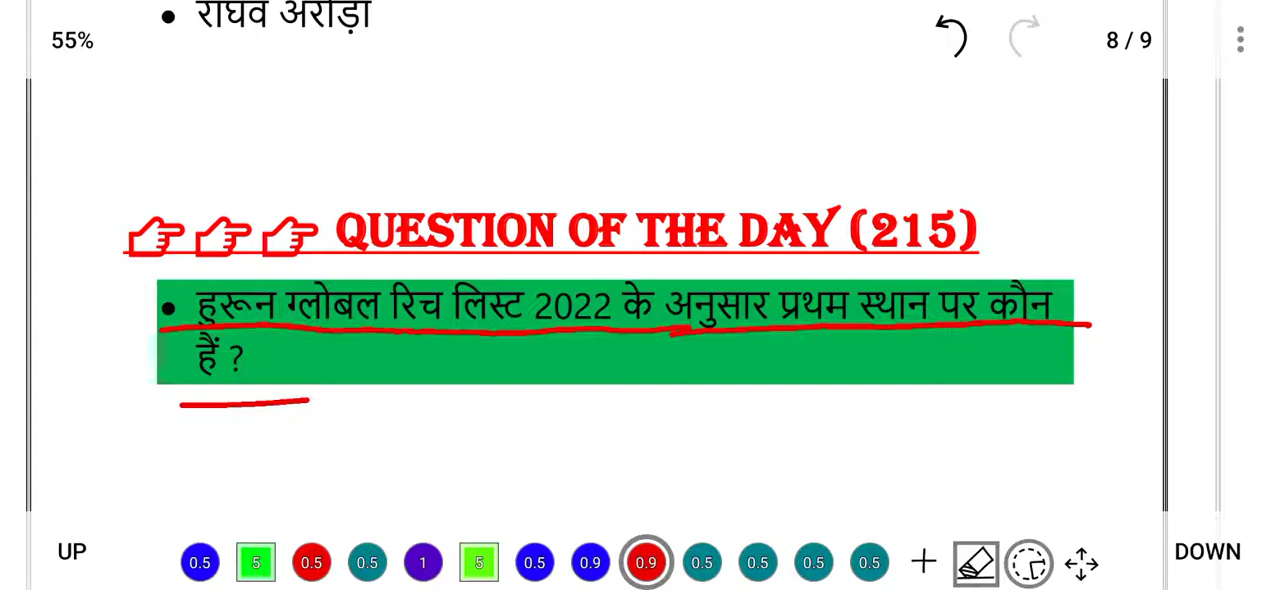 • राघव अरोड़ा
55%
8 / 9
QUESTION OF THE DAY (215)
• हुरून ग्लोबल रिच लिस्ट 2022 के अनुसार प्रथम स्थान पर कौन
हैं ?
UP
0.5 5 0.5 0.5 1 5 0.5 0.9 0.9 0.5 0.5 0.5 0.5
DOWN